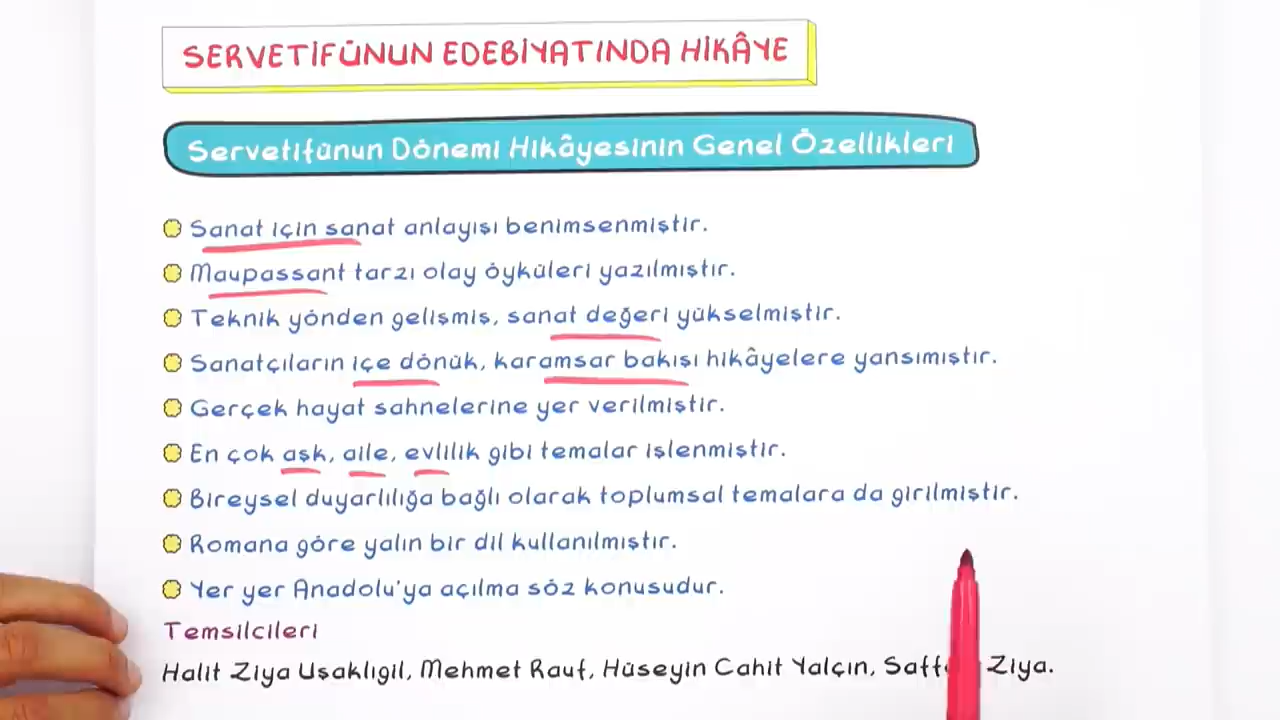 SERVETİFÜNUN EDEBİYATINDA HİKÂYE
Servetifünun Dönemi Hikâyesinin Genel Özellikleri
Sanat için sanat anlayışı benimsenmiştir.
Maupassant tarzı olay öyküleri yazılmıştır.
Teknik yönden gelişmiş, sanat değeri yükselmiştir.
Sanatçıların içe dönük, karamsar bakışı hikâyelere yansımıştır.
Gerçek hayat sahnelerine yer verilmiştir.
En çok aşk, aile, evlilik gibi temalar işlenmiştir.
Bireysel duyarlılığa bağlı olarak toplumsal temalara da girilmiştir.
Romana göre yalın bir dil kullanılmıştır.
Yer yer Anadolu'ya açılma söz konusudur.
Temsilcileri
Halit Ziya Uşaklıgil, Mehmet Rauf, Hüseyin Cahit Yalçın, Ziya.